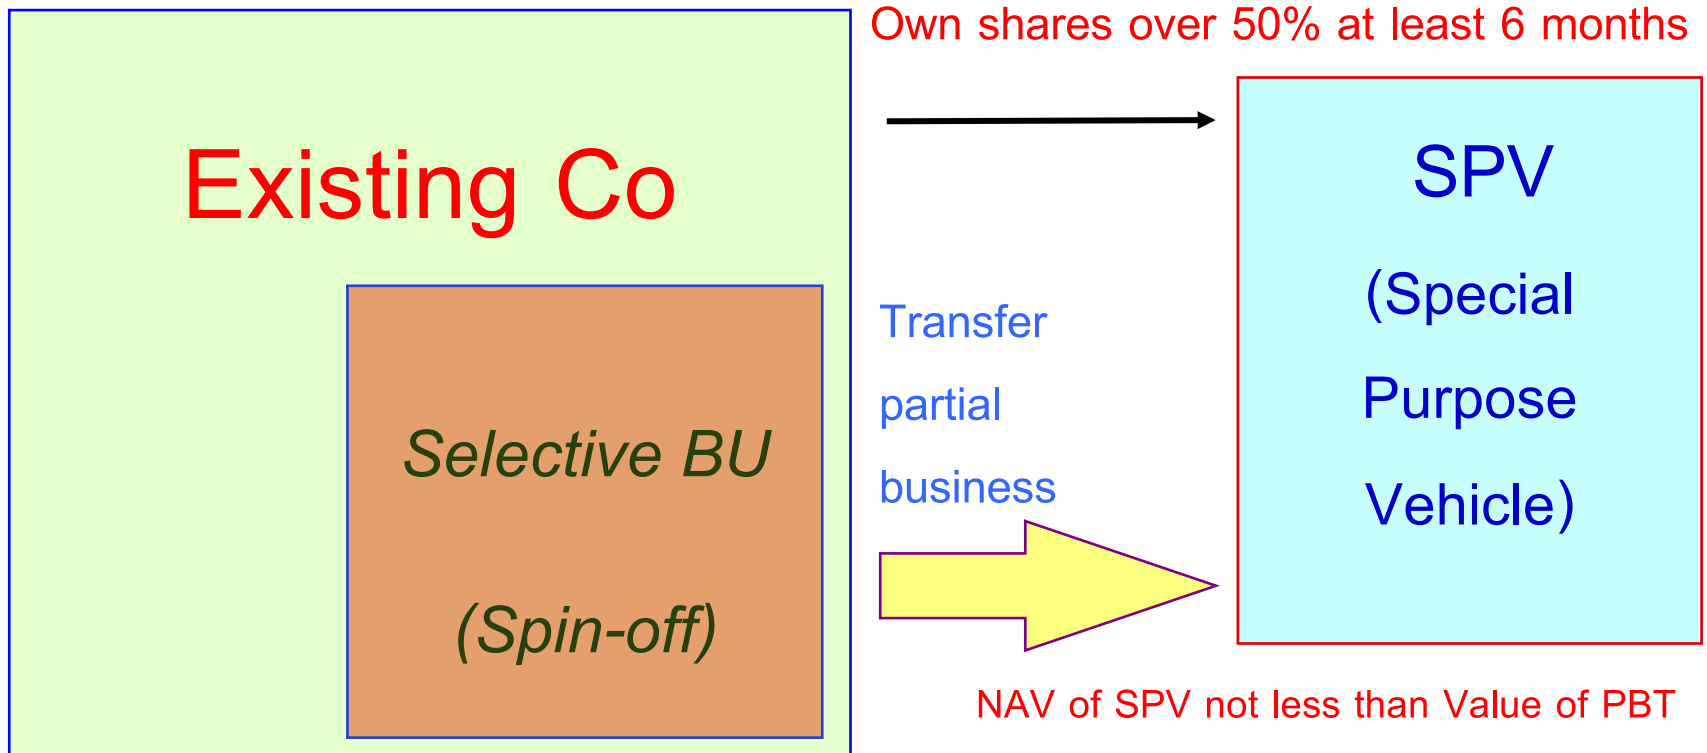 Own shares over 50% at least 6 months
Existing Co
SPV
(Special
Purpose
Vehicle)
Transfer
partial
business
Selective BU
(Spin-off)
NAV of SPV not less than Value of PBT